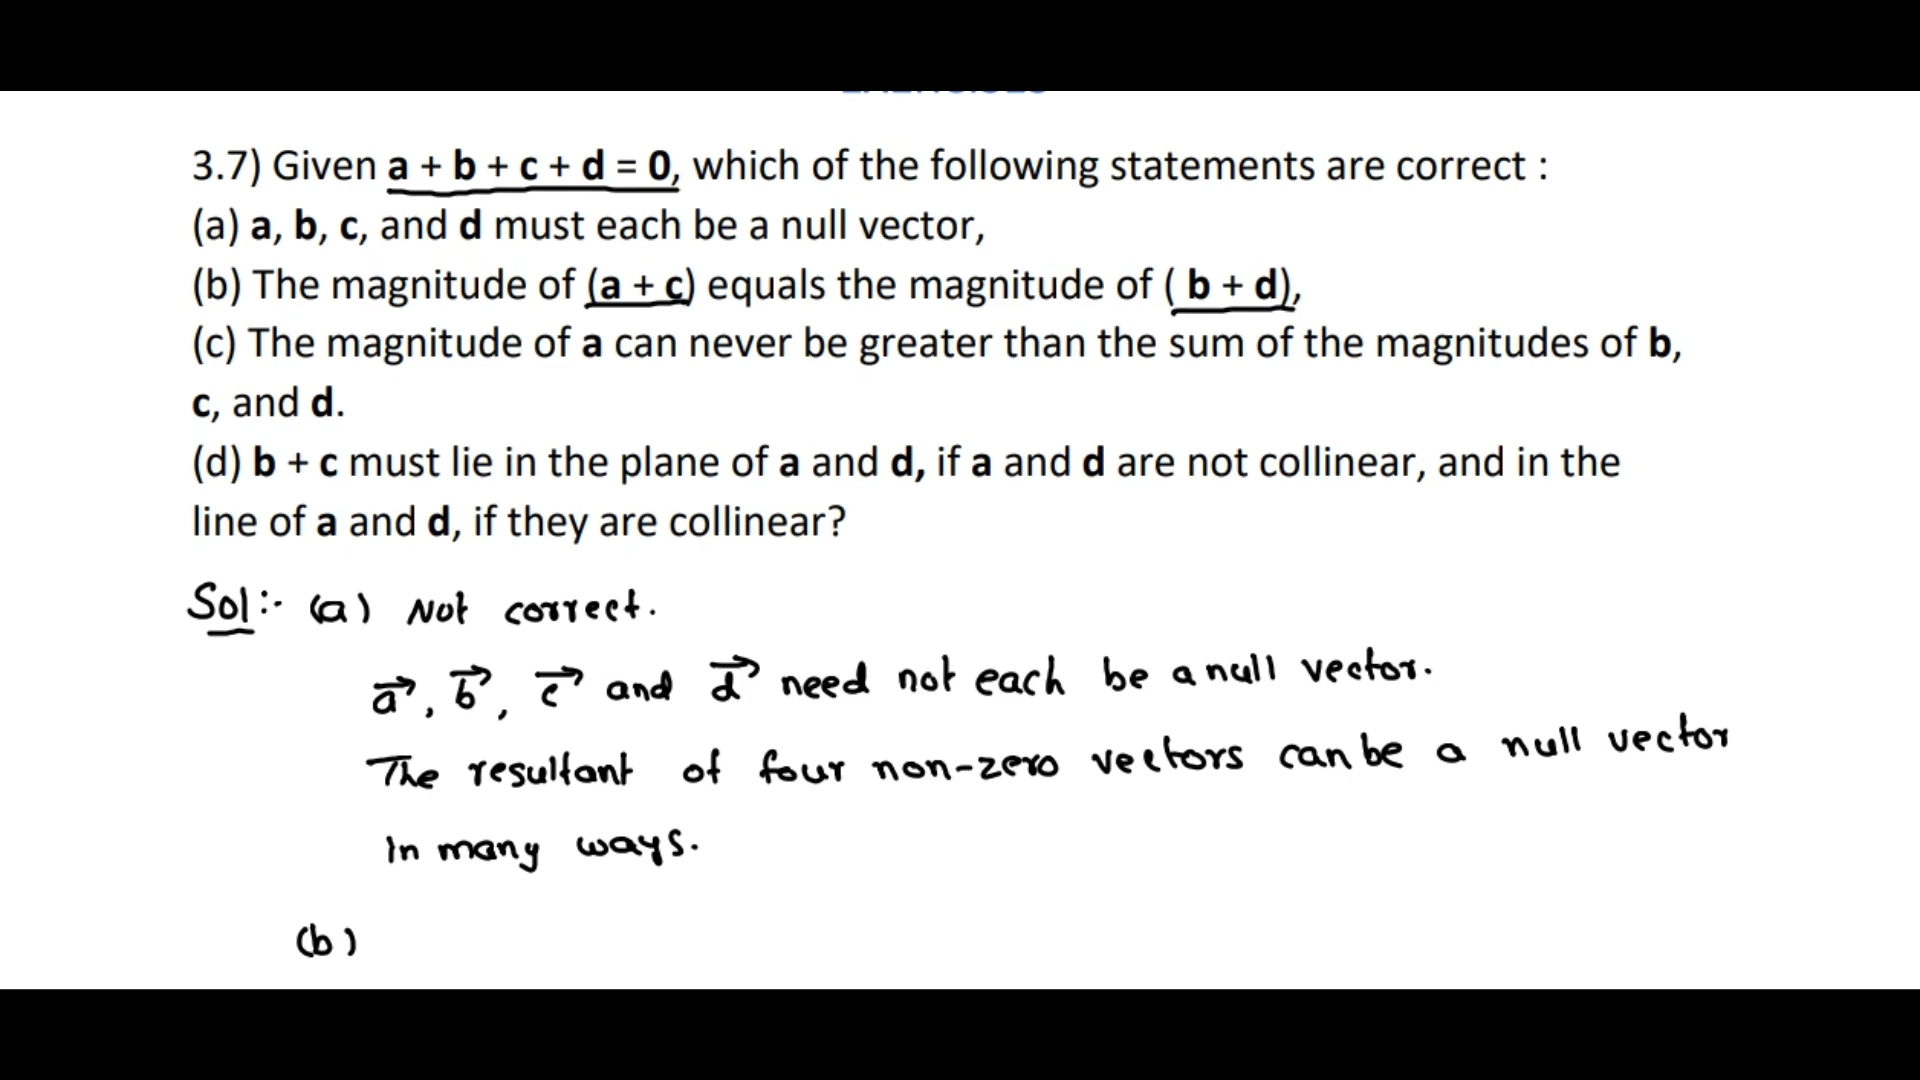 3.7) Given a + b + c + d = 0, which of the following statements are correct :
(a) a, b, c, and d must each be a null vector,
(b) The magnitude of (a + c) equals the magnitude of ( b + d),
(c) The magnitude of a can never be greater than the sum of the magnitudes of b,
c, and d.
(d) b + c must lie in the plane of a and d, if a and d are not collinear, and in the
line of a and d, if they are collinear?
Sol:- (a) Not correct.
a⃗, b⃗, c⃗ and d⃗ need not each be a null vector.
The resultant of four non-zero vectors can be a null vector
In many ways.
(b)